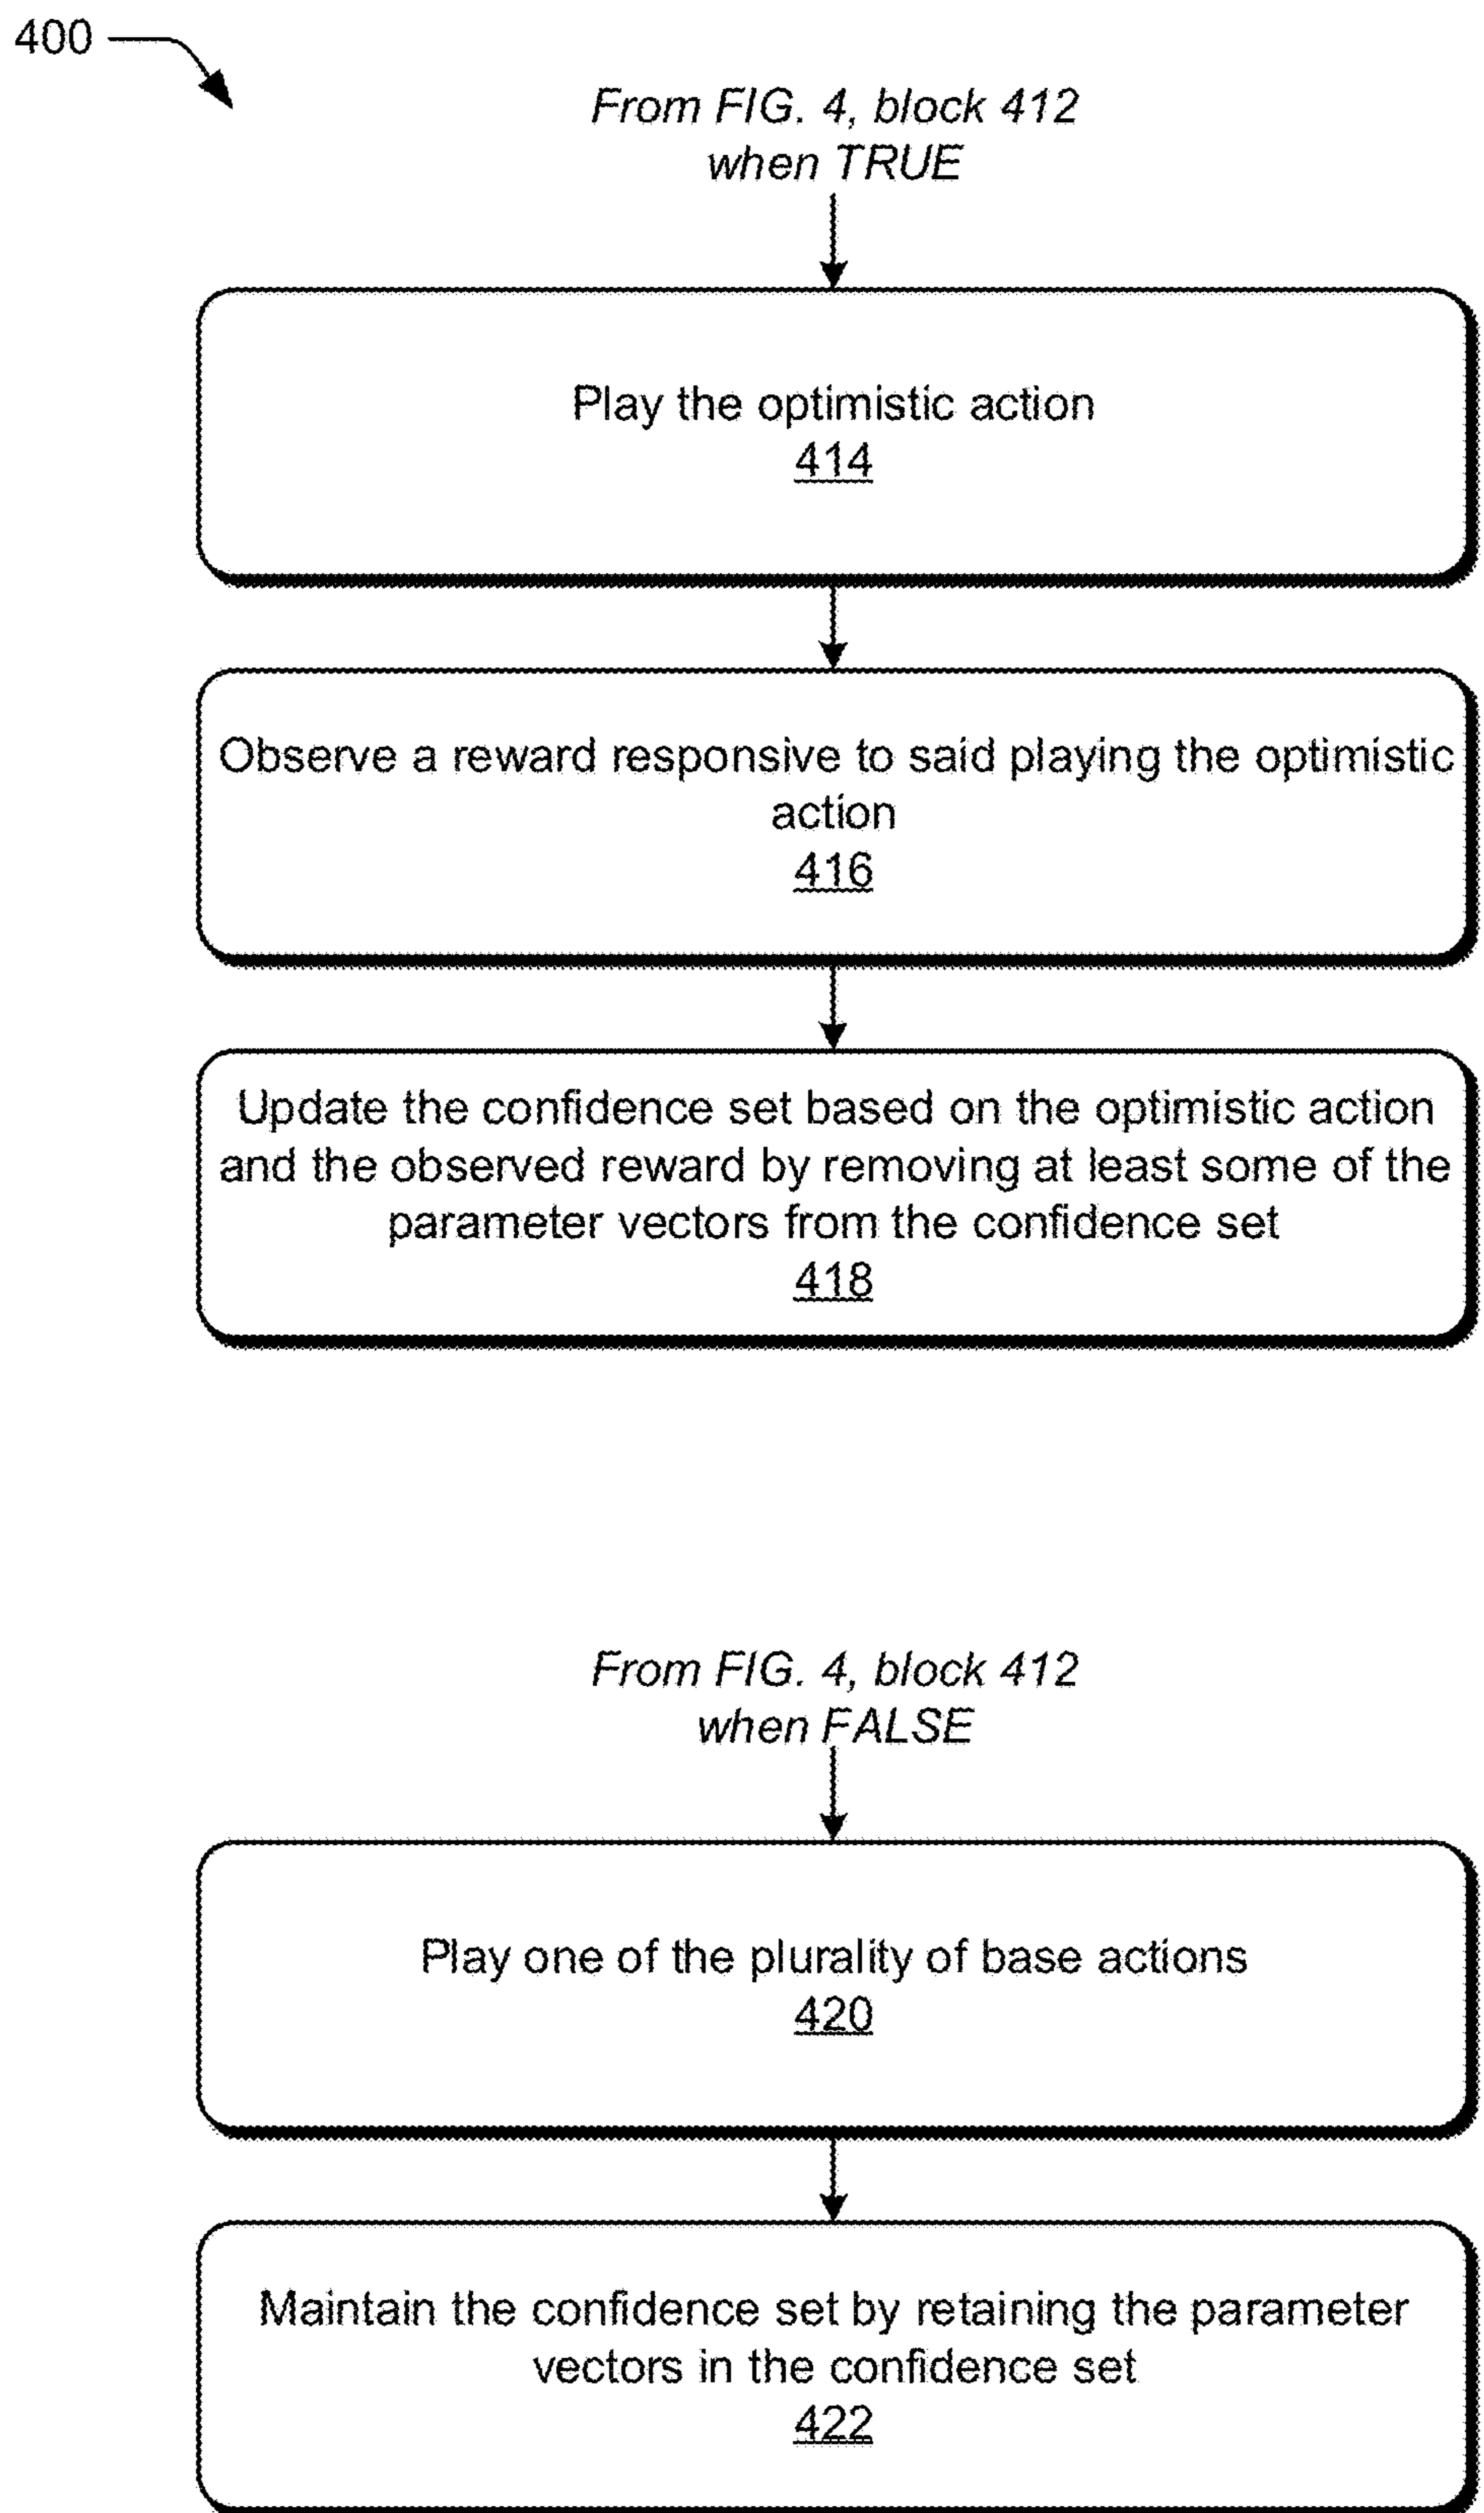 400
From FIG. 4, block 412
when TRUE
Play the optimistic action
414
Observe a reward responsive to said playing the optimistic
action
416
Update the confidence set based on the optimistic action
and the observed reward by removing at least some of the
parameter vectors from the confidence set
418
From FIG. 4, block 412
when FALSE
Play one of the plurality of base actions
420
Maintain the confidence set by retaining the parameter
vectors in the confidence set
422